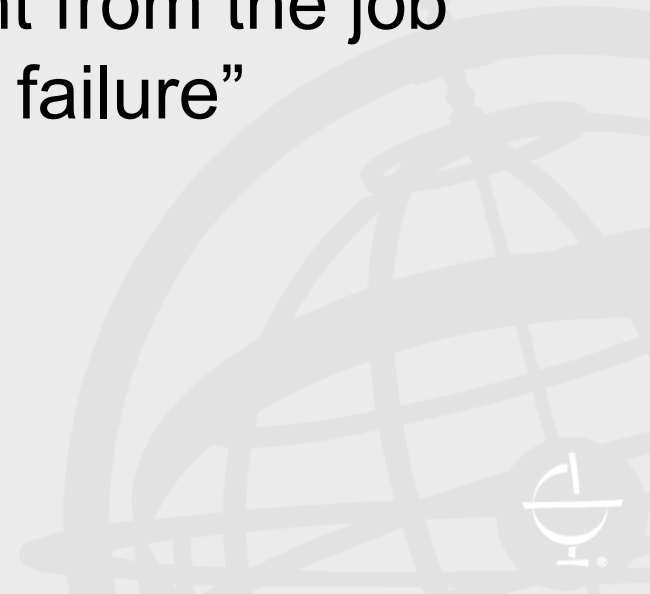 from the job
failure”
®